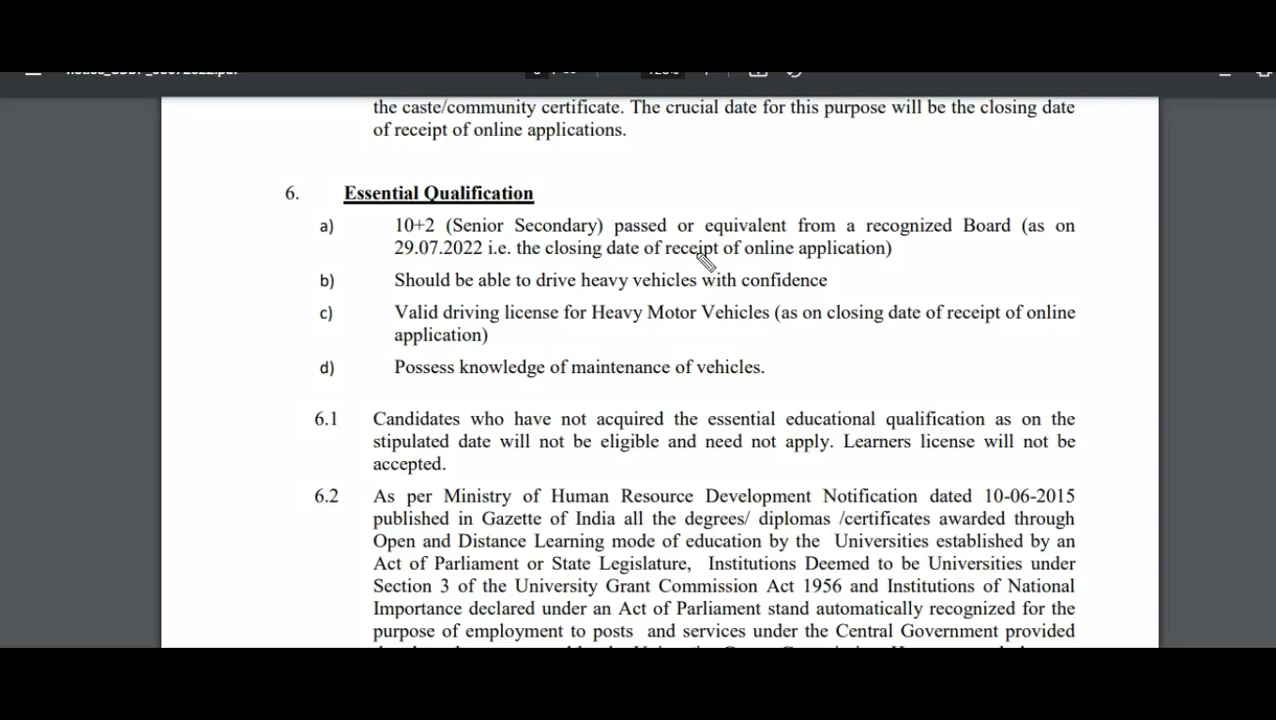 the caste/community certificate. The crucial date for this purpose will be the closing date
of receipt of online applications.
6. Essential Qualification
a) 10+2 (Senior Secondary) passed or equivalent from a recognized Board (as on
29.07.2022 i.e. the closing date of receipt of online application)
b) Should be able to drive heavy vehicles with confidence
c) Valid driving license for Heavy Motor Vehicles (as on closing date of receipt of online
application)
d) Possess knowledge of maintenance of vehicles.
6.1 Candidates who have not acquired the essential educational qualification as on the
stipulated date will not be eligible and need not apply. Learners license will not be
accepted.
6.2 As per Ministry of Human Resource Development Notification dated 10-06-2015
published in Gazette of India all the degrees/ diplomas /certificates awarded through
Open and Distance Learning mode of education by the Universities established by an
Act of Parliament or State Legislature, Institutions Deemed to be Universities under
Section 3 of the University Grant Commission Act 1956 and Institutions of National
Importance declared under an Act of Parliament stand automatically recognized for the
purpose of employment to posts and services under the Central Government provided